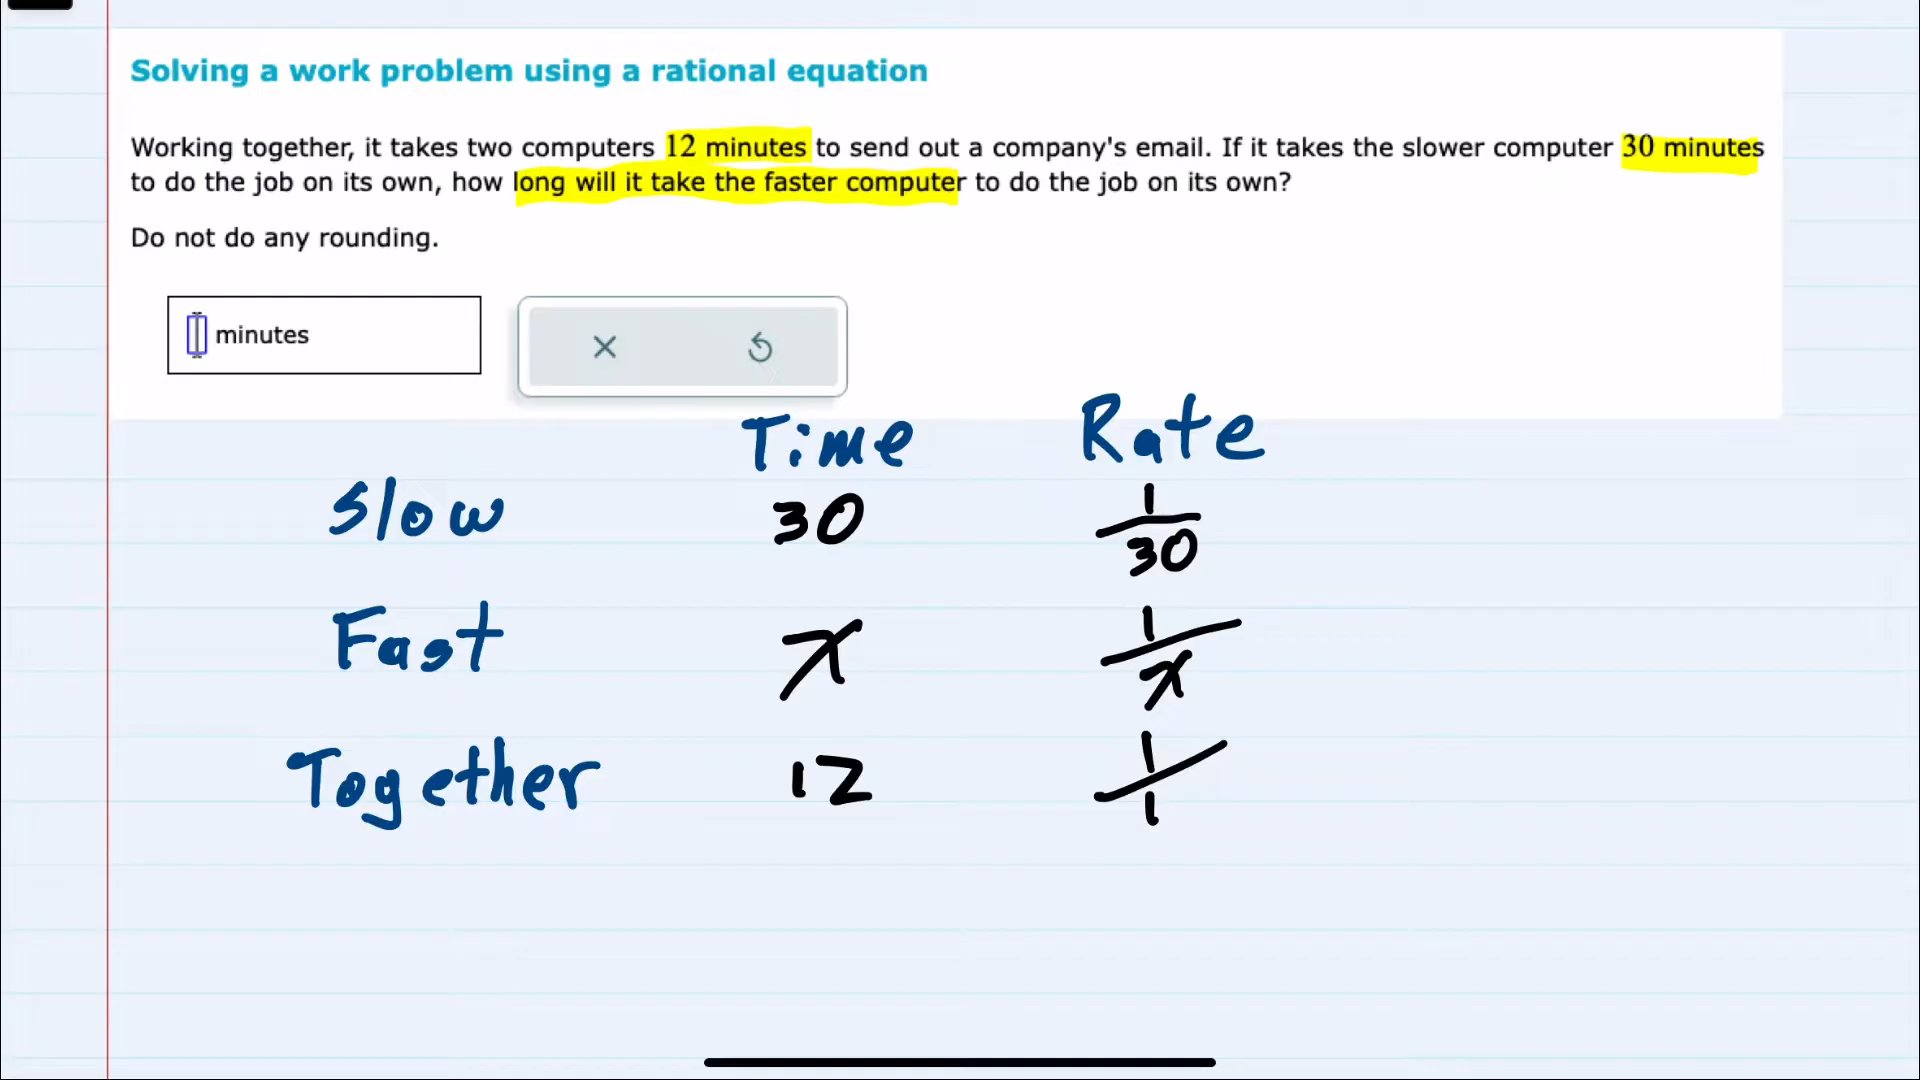 Solving a work problem using a rational equation
Working together, it takes two computers 12 minutes to send out a company's email. If it takes the slower computer 30 minutes
to do the job on its own, how long will it take the faster computer to do the job on its own?
Do not do any rounding.
minutes
Time Rate
Slow 30 1/30
Fast x 1/x
Together 12 1/1